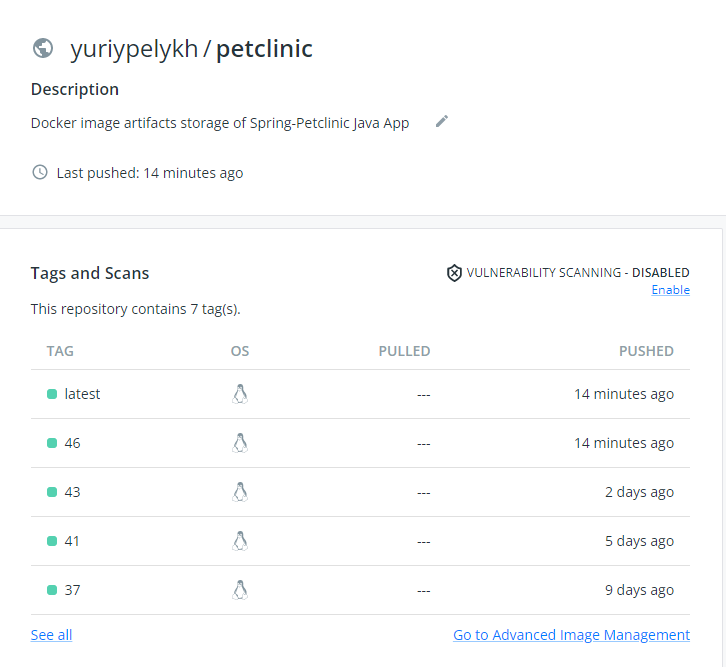 yuriypelykh / petclinic
Description
Docker image artifacts storage of Spring-Petclinic Java App
Last pushed: 14 minutes ago
Tags and Scans
VULNERABILITY SCANNING - DISABLED
Enable
This repository contains 7 tag(s).
TAG OS PULLED PUSHED
latest --- 14 minutes ago
46 --- 14 minutes ago
43 --- 2 days ago
41 --- 5 days ago
37 --- 9 days ago
See all Go to Advanced Image Management